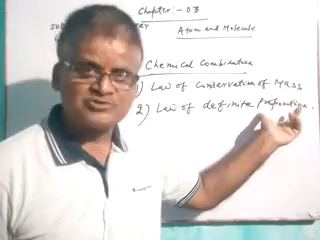 Chapter:- 03
Atom and Molecule
Chemical Combination
1) Law of Conservation of Mass
2) Law of definite Proportion.